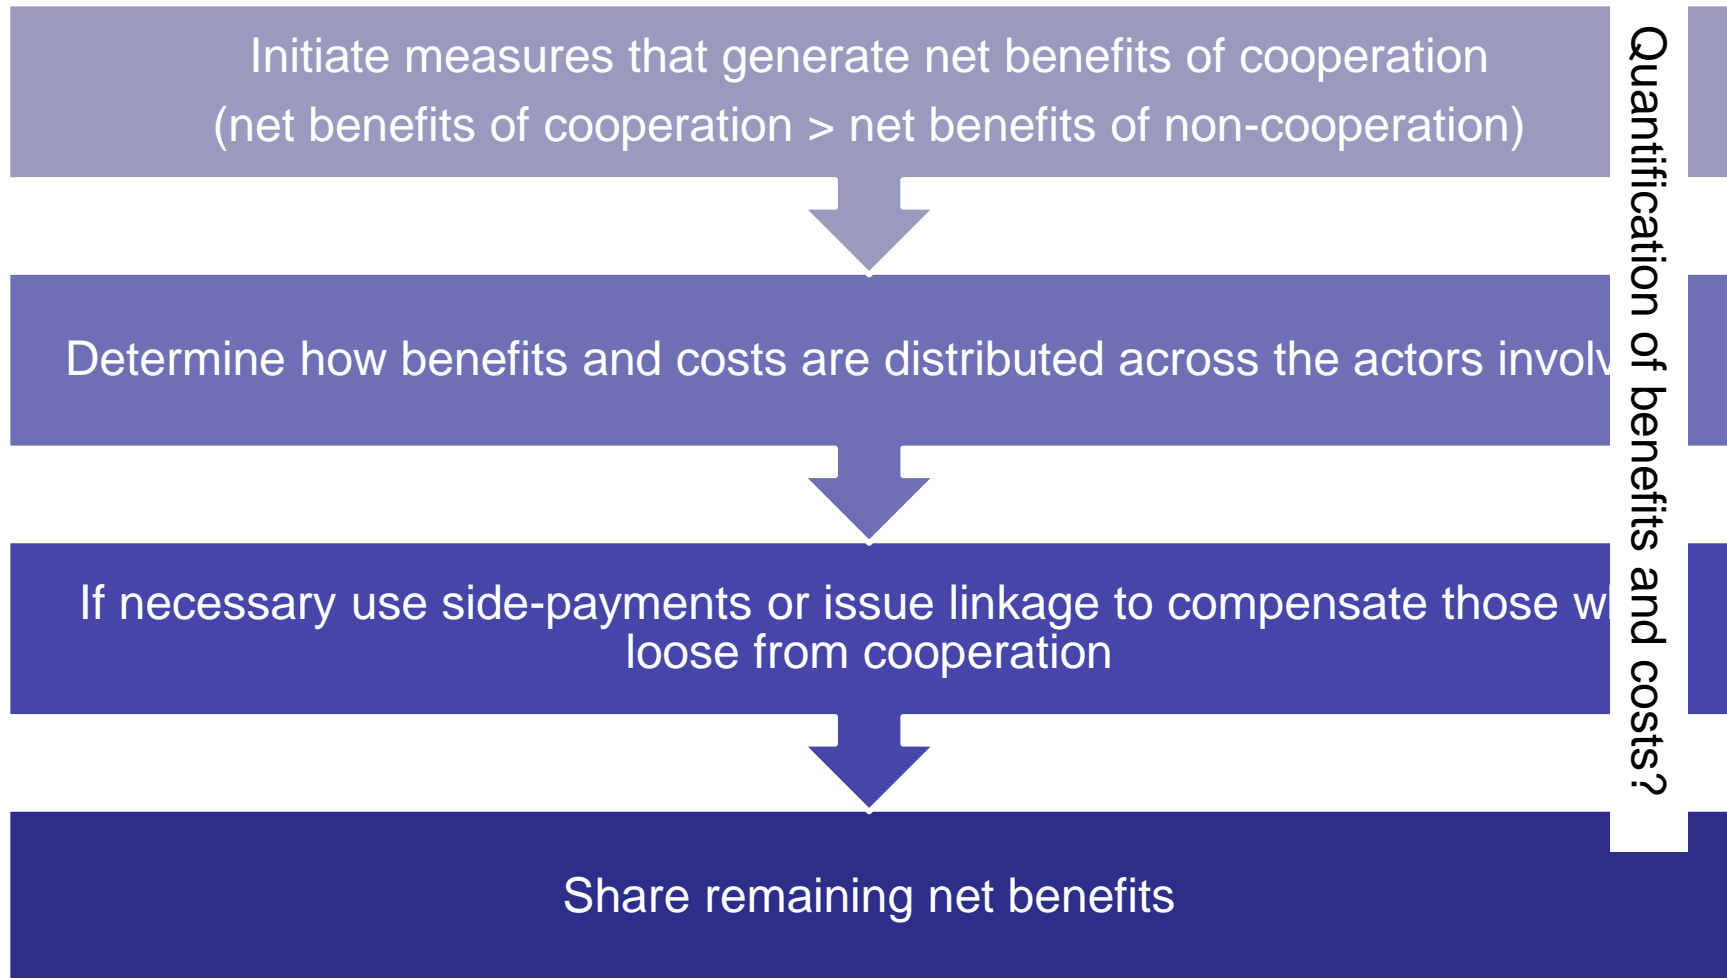 Initiate measures that generate net benefits of cooperation
(net benefits of cooperation > net benefits of non-cooperation)
Determine how benefits and costs are distributed across the actors
If necessary use side-payments or issue linkage to compensate those
loose from cooperation
Share remaining net benefits
Quantification of benefits and costs?